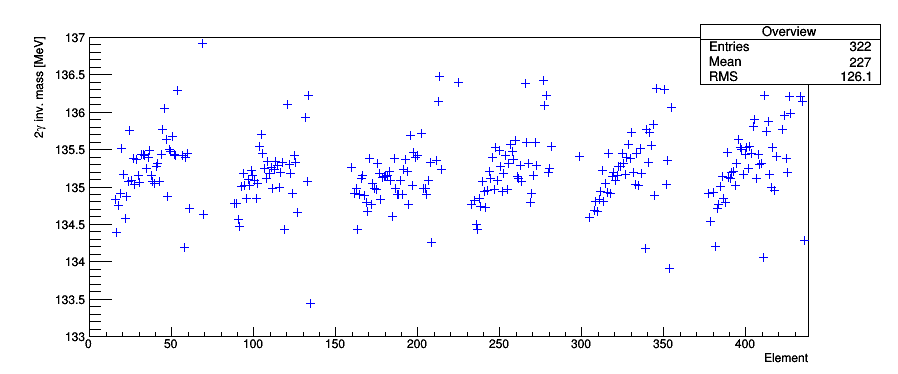 Overview
Entries 322
Mean 227
RMS 126.1
2γ inv. mass [MeV]
137
136.5
136
135.5
135
134.5
134
133.5
133
0 50 100 150 200 250 300 350 400
Element